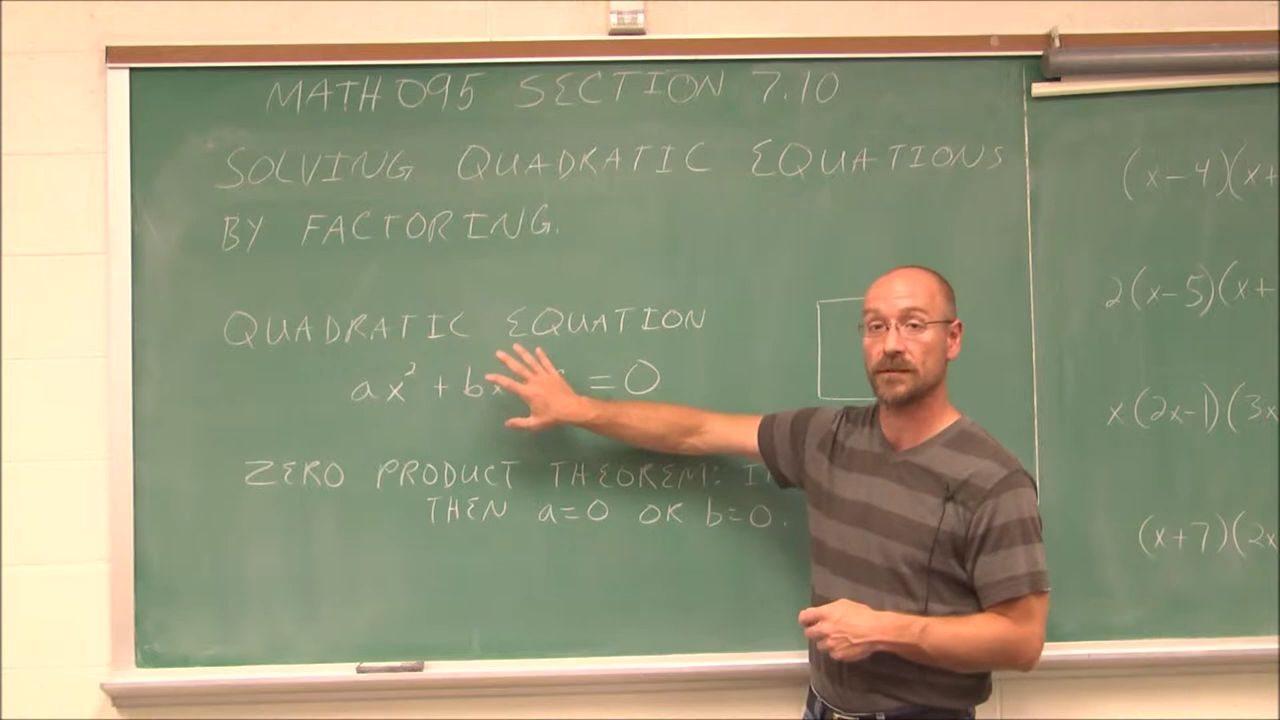 MATH 095 SECTION 7.10
SOLVING QUADRATIC EQUATIONS
BY FACTORING.
QUADRATIC EQUATION
ax² + b = 0
ZERO PRODUCT THEOREM:
THEN a=0 OR b=0.
(x-4)(x+
2(x-5)(x+
x(2x-1)(3x
(x+7)(2x